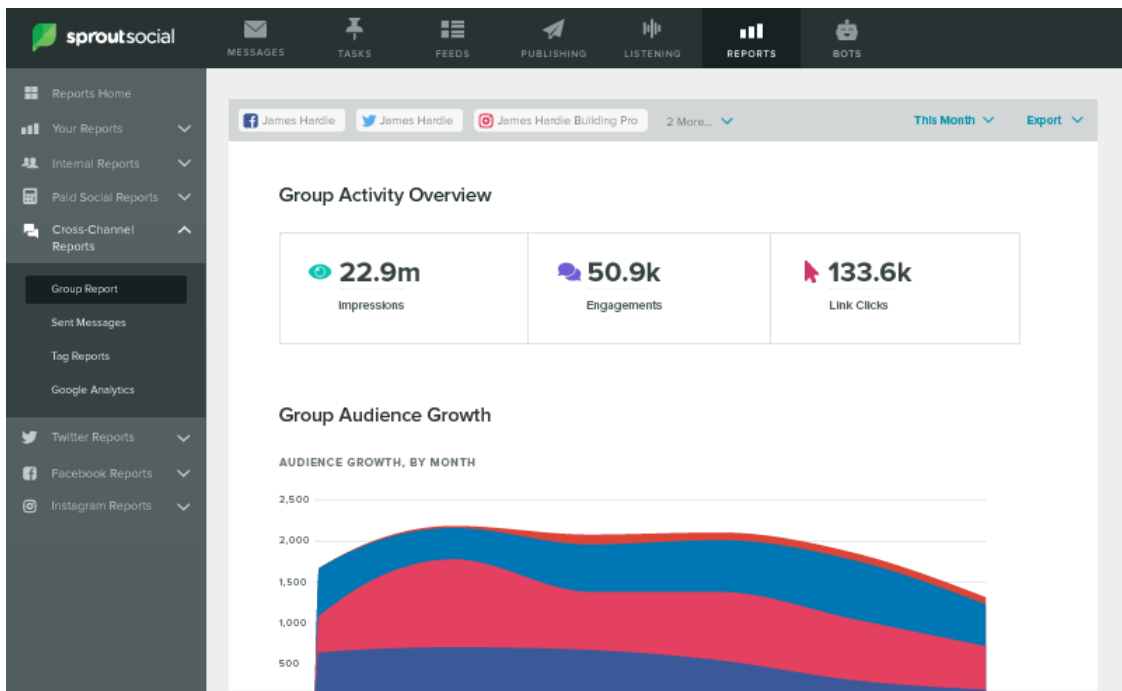 sproutsocial
MESSAGES
TASKS
FEEDS
PUBLISHING
LISTENING
REPORTS
BOTS
Reports Home
Your Reports
Internal Reports
Paid Social Reports
Cross-Channel
Reports
Group Report
Sent Messages
Tag Reports
Google Analytics
Twitter Reports
Facebook Reports
Instagram Reports
James Hardie
James Hardie
James Hardie Building Pro
2 More...
This Month
Export
Group Activity Overview
22.9m
Impressions
50.9k
Engagements
133.6k
Link Clicks
Group Audience Growth
AUDIENCE GROWTH, BY MONTH
2,500
2,000
1,500
1,000
500